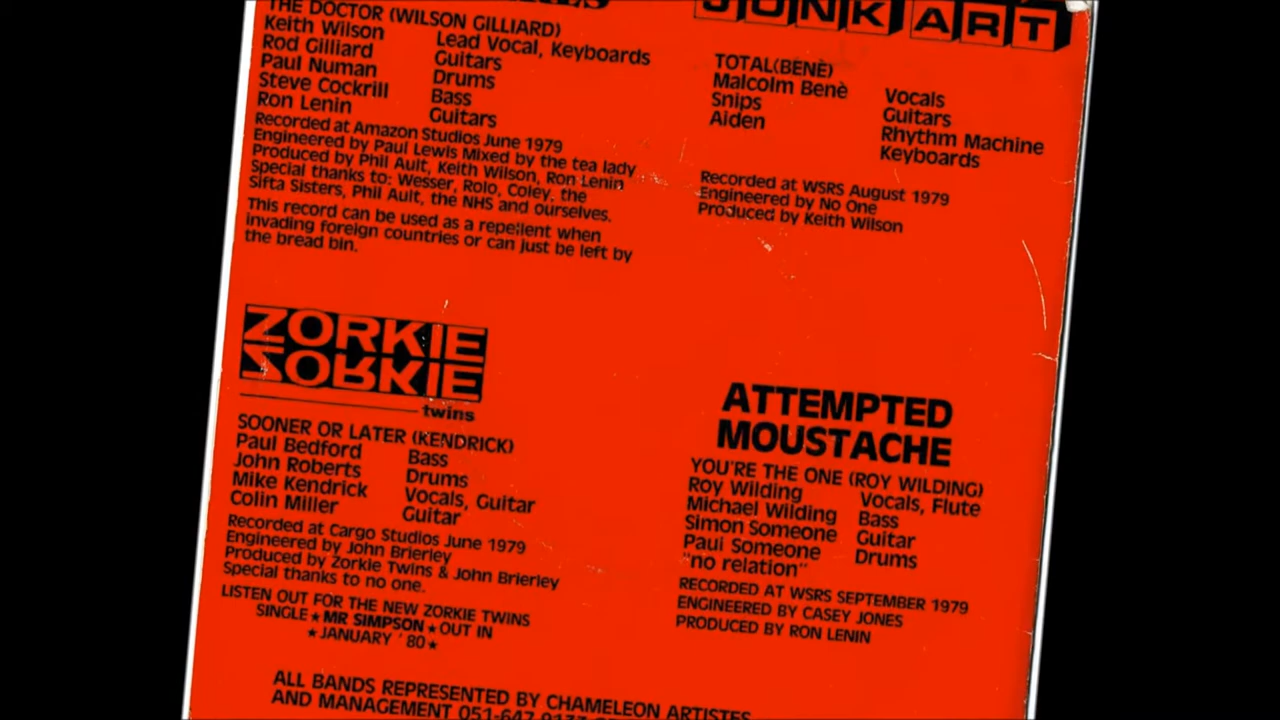 JUNK ART
THE DOCTOR (WILSON GILLIARD)
Keith Wilson Lead Vocal, Keyboards
Rod Gilliard Guitars
Paul Numan Drums
Steve Cockrill Bass
Ron Lenin Guitars
Recorded at Amazon Studios June 1979
Engineered by Paul Lewis Mixed by the tea lady
Produced by Phil Ault, Keith Wilson, Ron Lenin
Special thanks to: Wesser, Rolo, Coley, the
Sifta Sisters, Phil Ault, the NHS and ourselves.
This record can be used as a repellent when
invading foreign countries or can just be left by
the bread bin.
TOTAL(BENÈ)
Malcolm Benè Vocals
Snips Guitars
Aiden Rhythm Machine
Keyboards
Recorded at WSRS August 1979
Engineered by No One
Produced by Keith Wilson
ZORKIE
ZORKIE
twins
SOONER OR LATER (KENDRICK)
Paul Bedford Bass
John Roberts Drums
Mike Kendrick Vocals, Guitar
Colin Miller Guitar
Recorded at Cargo Studios June 1979
Engineered by John Brierley
Produced by Zorkie Twins & John Brierley
Special thanks to no one.
LISTEN OUT FOR THE NEW ZORKIE TWINS
SINGLE ★ MR SIMPSON ★ OUT IN
★ JANUARY '80 ★
ATTEMPTED
MOUSTACHE
YOU'RE THE ONE (ROY WILDING)
Roy Wilding Vocals, Flute
Michael Wilding Bass
Simon Someone Guitar
Paul Someone Drums
"no relation"
RECORDED AT WSRS SEPTEMBER 1979
ENGINEERED BY CASEY JONES
PRODUCED BY RON LENIN
ALL BANDS REPRESENTED BY CHAMELEON ARTISTES
AND MANAGEMENT 051-647